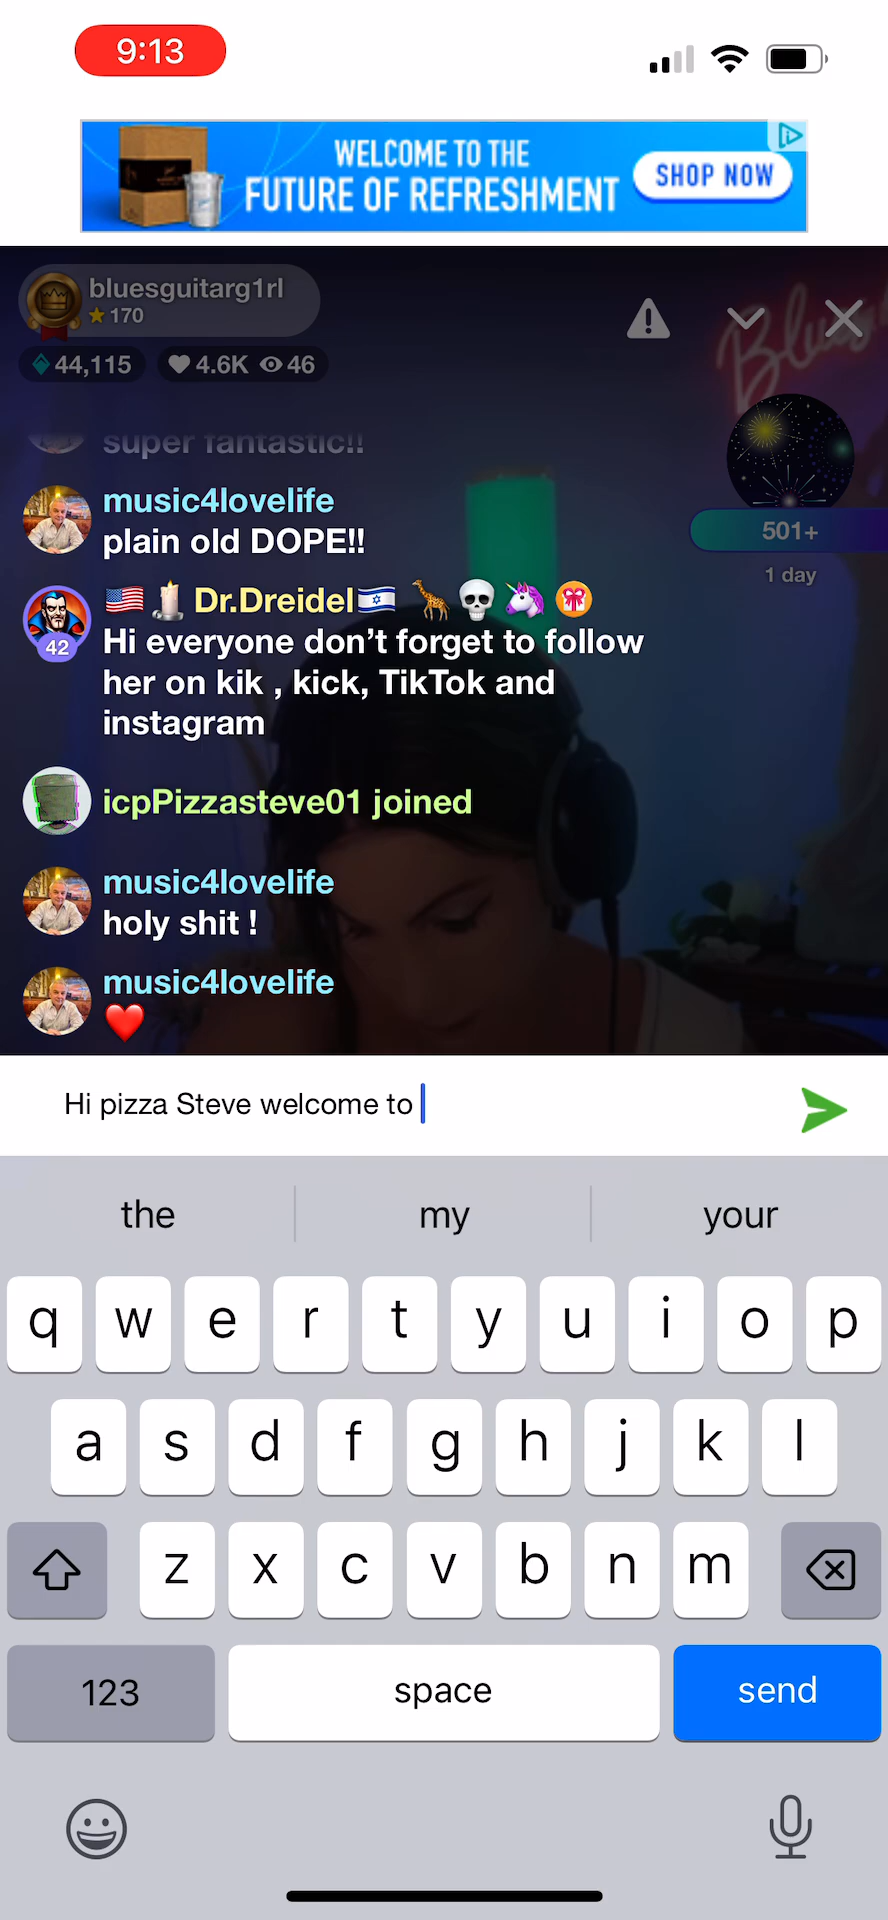 9:13
WELCOME TO THE
FUTURE OF REFRESHMENT
SHOP NOW
bluesguitarg1rl
170
44,115 4.6K 46
super fantastic!!
music4lovelife
plain old DOPE!!
501+
1 day
Dr.Dreidel
42
Hi everyone don’t forget to follow
her on kik , kick, TikTok and
instagram
icpPizzasteve01 joined
music4lovelife
holy shit !
music4lovelife
Hi pizza Steve welcome to
the my your
q w e r t y u i o p
a s d f g h j k l
z x c v b n m
123 space send